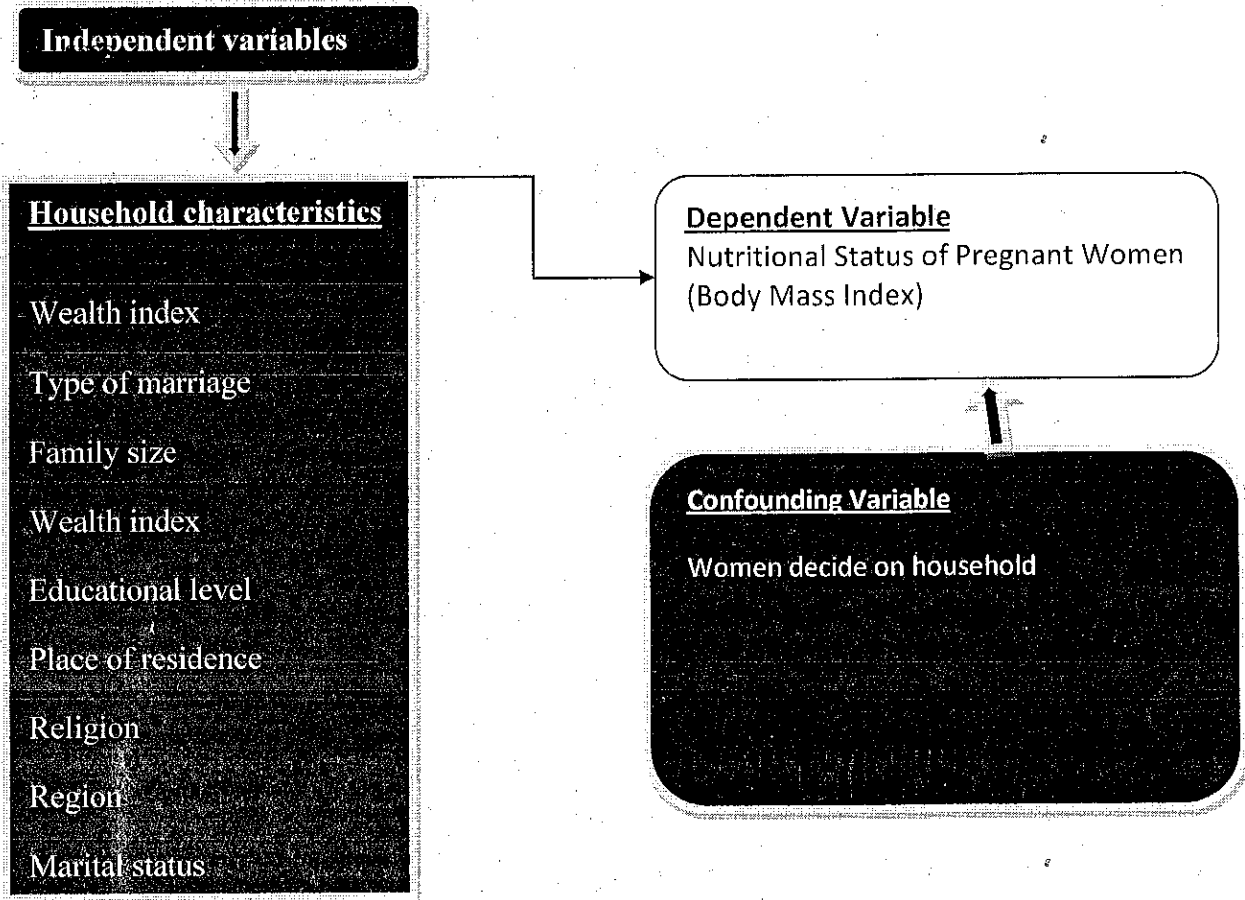 Independent variables
Household characteristics
Wealth index
Type of marriage
Family size
Wealth index
Educational level
Place of residence
Religion
Region
Marital status
Dependent Variable
Nutritional Status of Pregnant Women
(Body Mass Index)
Confounding Variable
Women decide on household